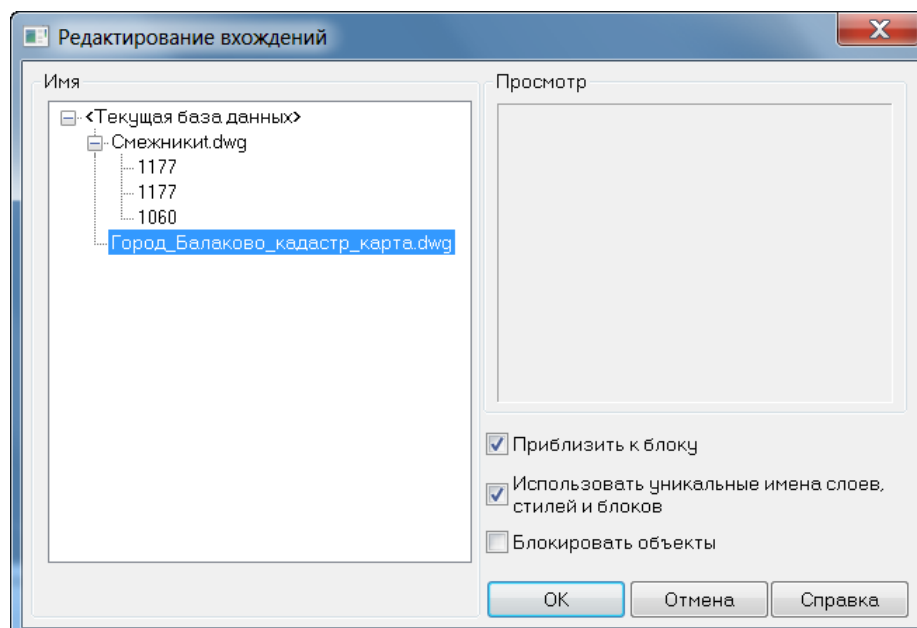 Редактирование вхождений
Имя
<Текущая база данных>
Смежникиt.dwg
1177
1177
1060
Город_Балаково_кадастр_карта.dwg
Просмотр
Приблизить к блоку
Использовать уникальные имена слоев,
стилей и блоков
Блокировать объекты
ОК
Отмена
Справка